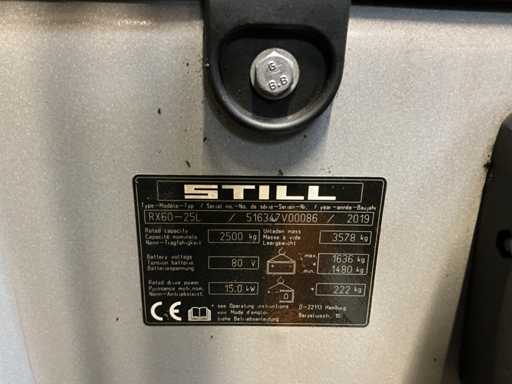 G
8.8
STILL
Type-Modèle-Typ / Serial no.-No. de série-Serien-Nr. / year-année-Baujahr
RX60-25L / 516347V00086 / 2019
Rated capacity
Capacité nominale 2500 kg
Nenn-Tragfähigkeit
Unladen mass
Masse à vide 3578 kg
Leergewicht
Battery voltage
Tension batterie 80 V
Batteriespannung
max. 1636 kg
min. 1480 kg
Rated drive power
Puissance mot.nom. 15.0 kW
Nenn-Antriebsleist.
+ 222 kg
* see Operating instructions
voir Mode d'emploi
siehe Betriebsanleitung
D-22113 Hamburg
Berzeliusstr. 10
CE